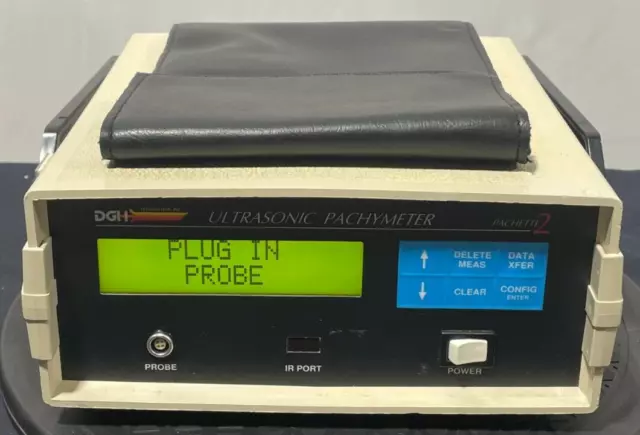 DGH
ULTRASONIC PACHYMETER
PACHETTE 2
PLUG IN
PROBE
DELETE MEAS
DATA XFER
CLEAR
CONFIG ENTER
PROBE
IR PORT
POWER